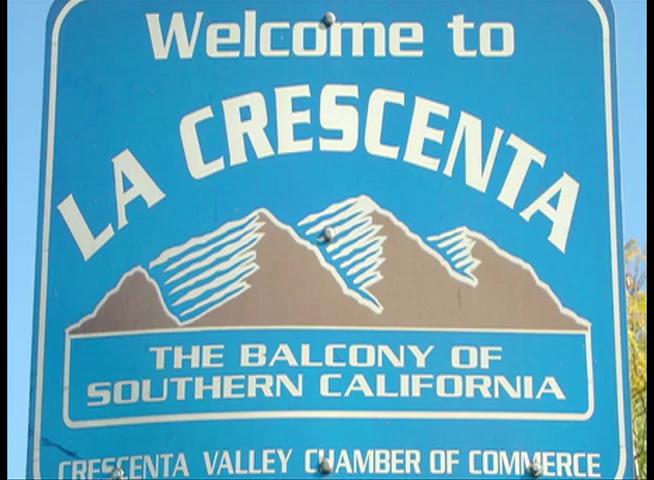 Welcome to
LA CRESCENTA
THE BALCONY OF
SOUTHERN CALIFORNIA
CRESCENTA VALLEY CHAMBER OF COMMERCE